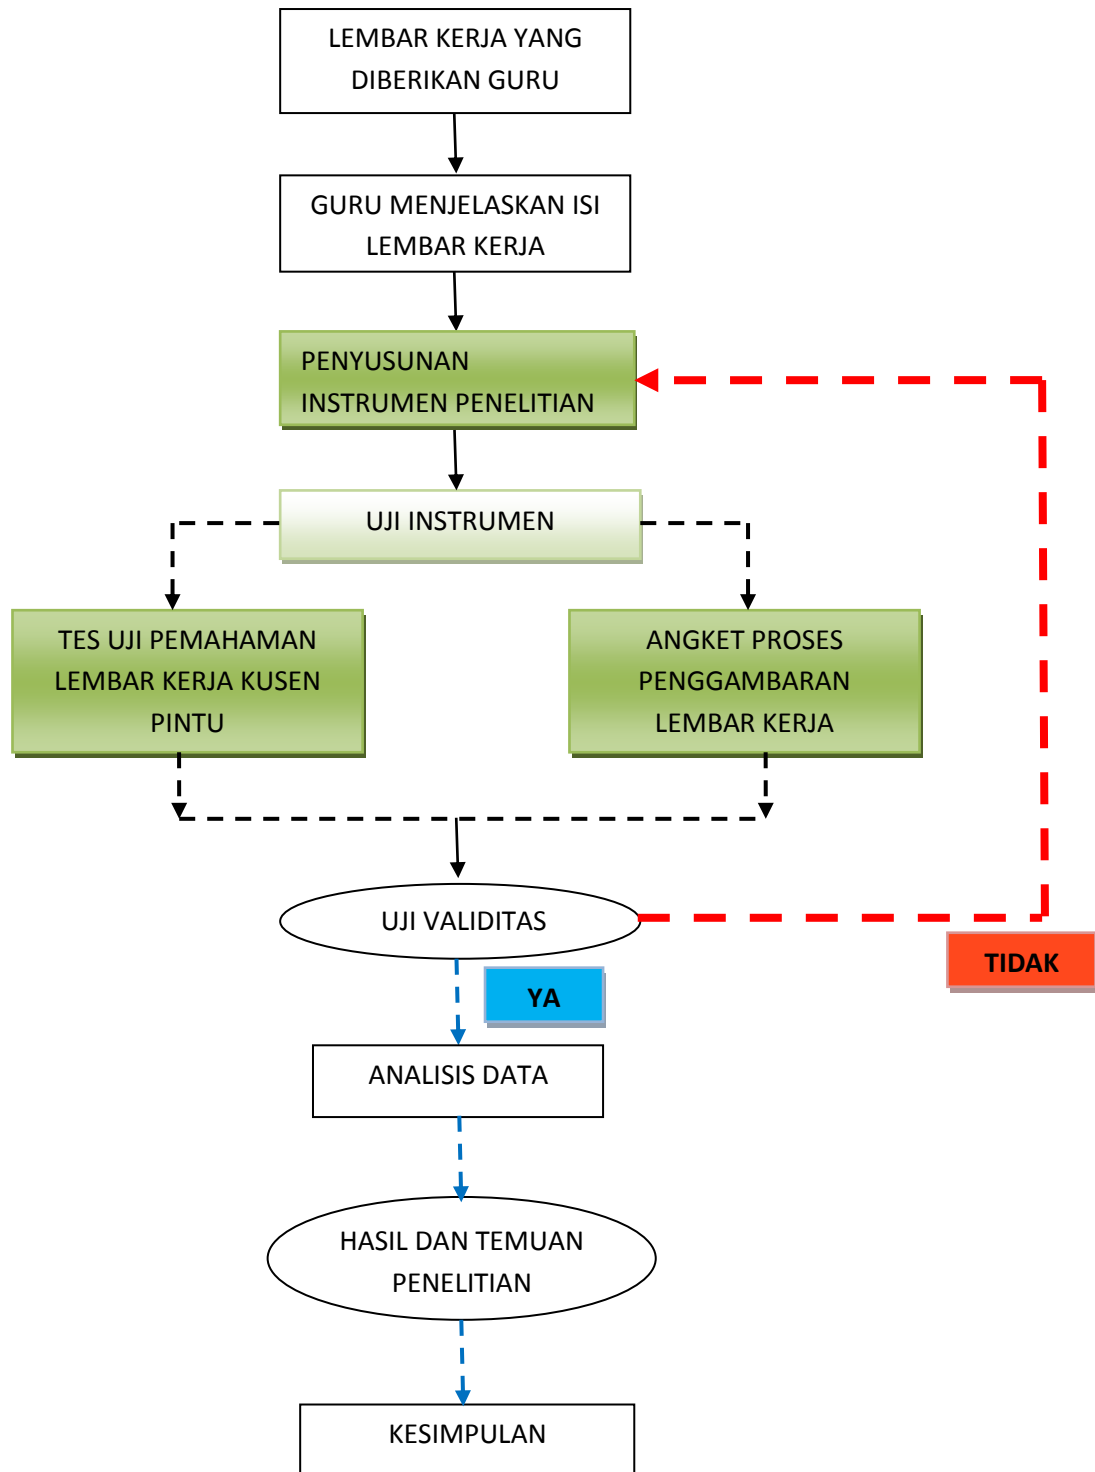 LEMBAR KERJA YANG
DIBERIKAN GURU
GURU MENJELASKAN ISI
LEMBAR KERJA
PENYUSUNAN
INSTRUMEN PENELITIAN
UJI INSTRUMEN
TES UJI PEMAHAMAN
LEMBAR KERJA KUSEN
PINTU
ANGKET PROSES
PENGGAMBARAN
LEMBAR KERJA
UJI VALIDITAS
TIDAK
YA
ANALISIS DATA
HASIL DAN TEMUAN
PENELITIAN
KESIMPULAN